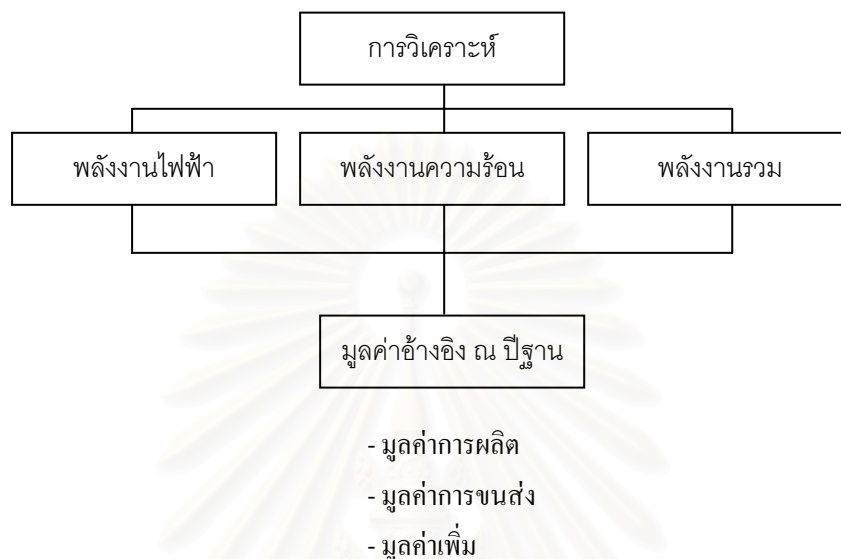 การวิเคราะห์
พลังงานไฟฟ้า
พลังงานความร้อน
พลังงานรวม
มูลค่าอ้างอิง ณ ปีฐาน
- มูลค่าการผลิต
- มูลค่าการขนส่ง
- มูลค่าเพิ่ม